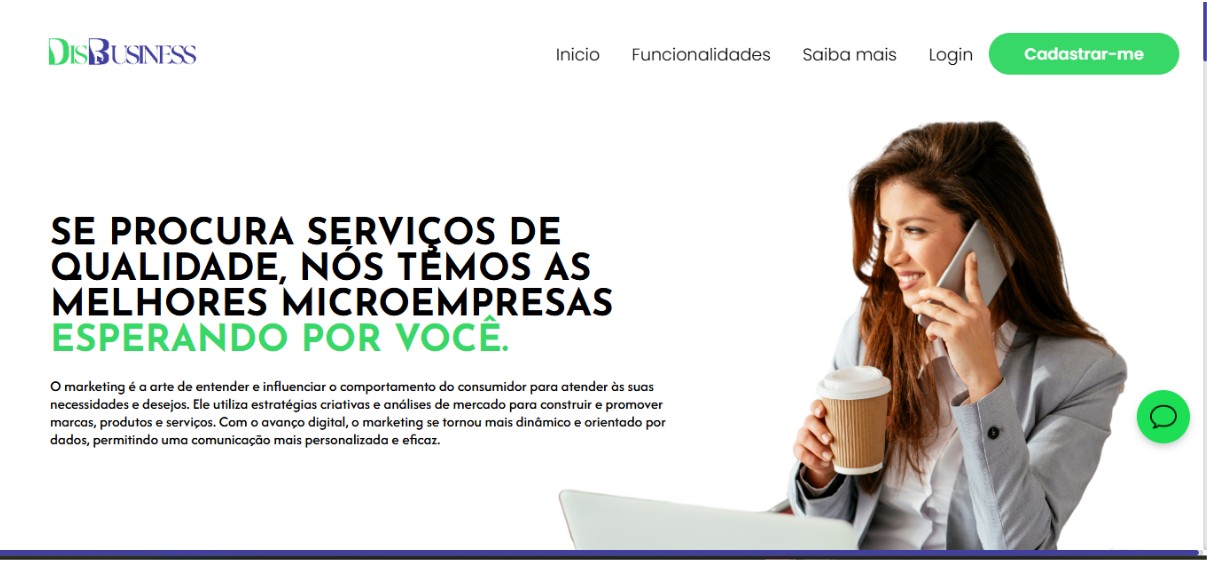 DISBUSINESS
Inicio
Funcionalidades
Saiba mais
Login
Cadastrar-me
SE PROCURA SERVIÇOS DE
QUALIDADE, NÓS TEMOS AS
MELHORES MICROEMPRESAS
ESPERANDO POR VOCÊ.
O marketing é a arte de entender e influenciar o comportamento do consumidor para atender às suas
necessidades e desejos. Ele utiliza estratégias criativas e análises de mercado para construir e promover
marcas, produtos e serviços. Com o avanço digital, o marketing se tornou mais dinâmico e orientado por
dados, permitindo uma comunicação mais personalizada e eficaz.